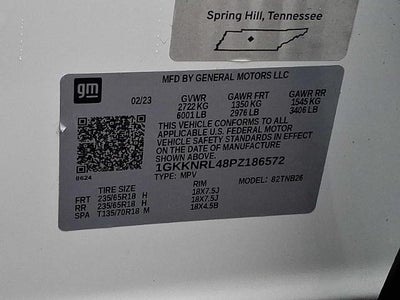 Spring Hill, Tennessee
gm
MFD BY GENERAL MOTORS LLC
02/23 GVWR GAWR FRT GAWR RR
2722 KG 1350 KG 1545 KG
6001 LB 2976 LB 3406 LB
THIS VEHICLE CONFORMS TO ALL
APPLICABLE U.S. FEDERAL MOTOR
VEHICLE SAFETY STANDARDS IN EFFECT
ON THE DATE OF MANUFACTURE
SHOWN ABOVE.
1GKKNRL48PZ186572
8624 TYPE: MPV MODEL: 82TNB26
TIRE SIZE RIM
FRT 235/65R18 H 18X7.5J
RR 235/65R18 H 18X7.5J
SPA T135/70R18 M 18X4.5B